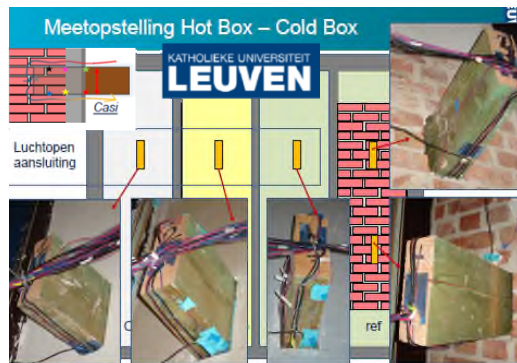 Meetopstelling Hot Box – Cold Box
KATHOLIEKE UNIVERSITEIT
LEUVEN
Casi
Luchtopen
aansluiting
ref